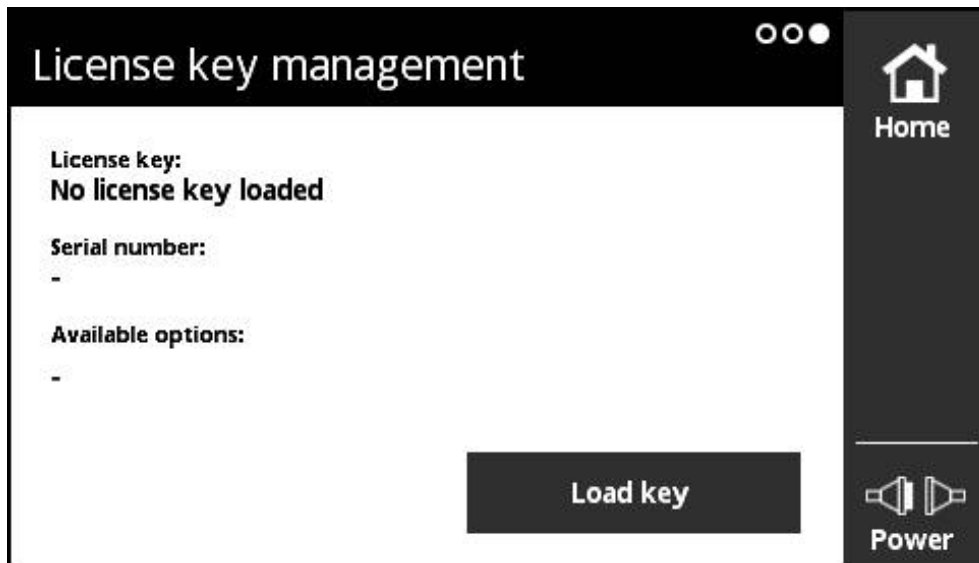 License key management
Home
License key:
No license key loaded
Serial number:
-
Available options:
-
Load key
Power